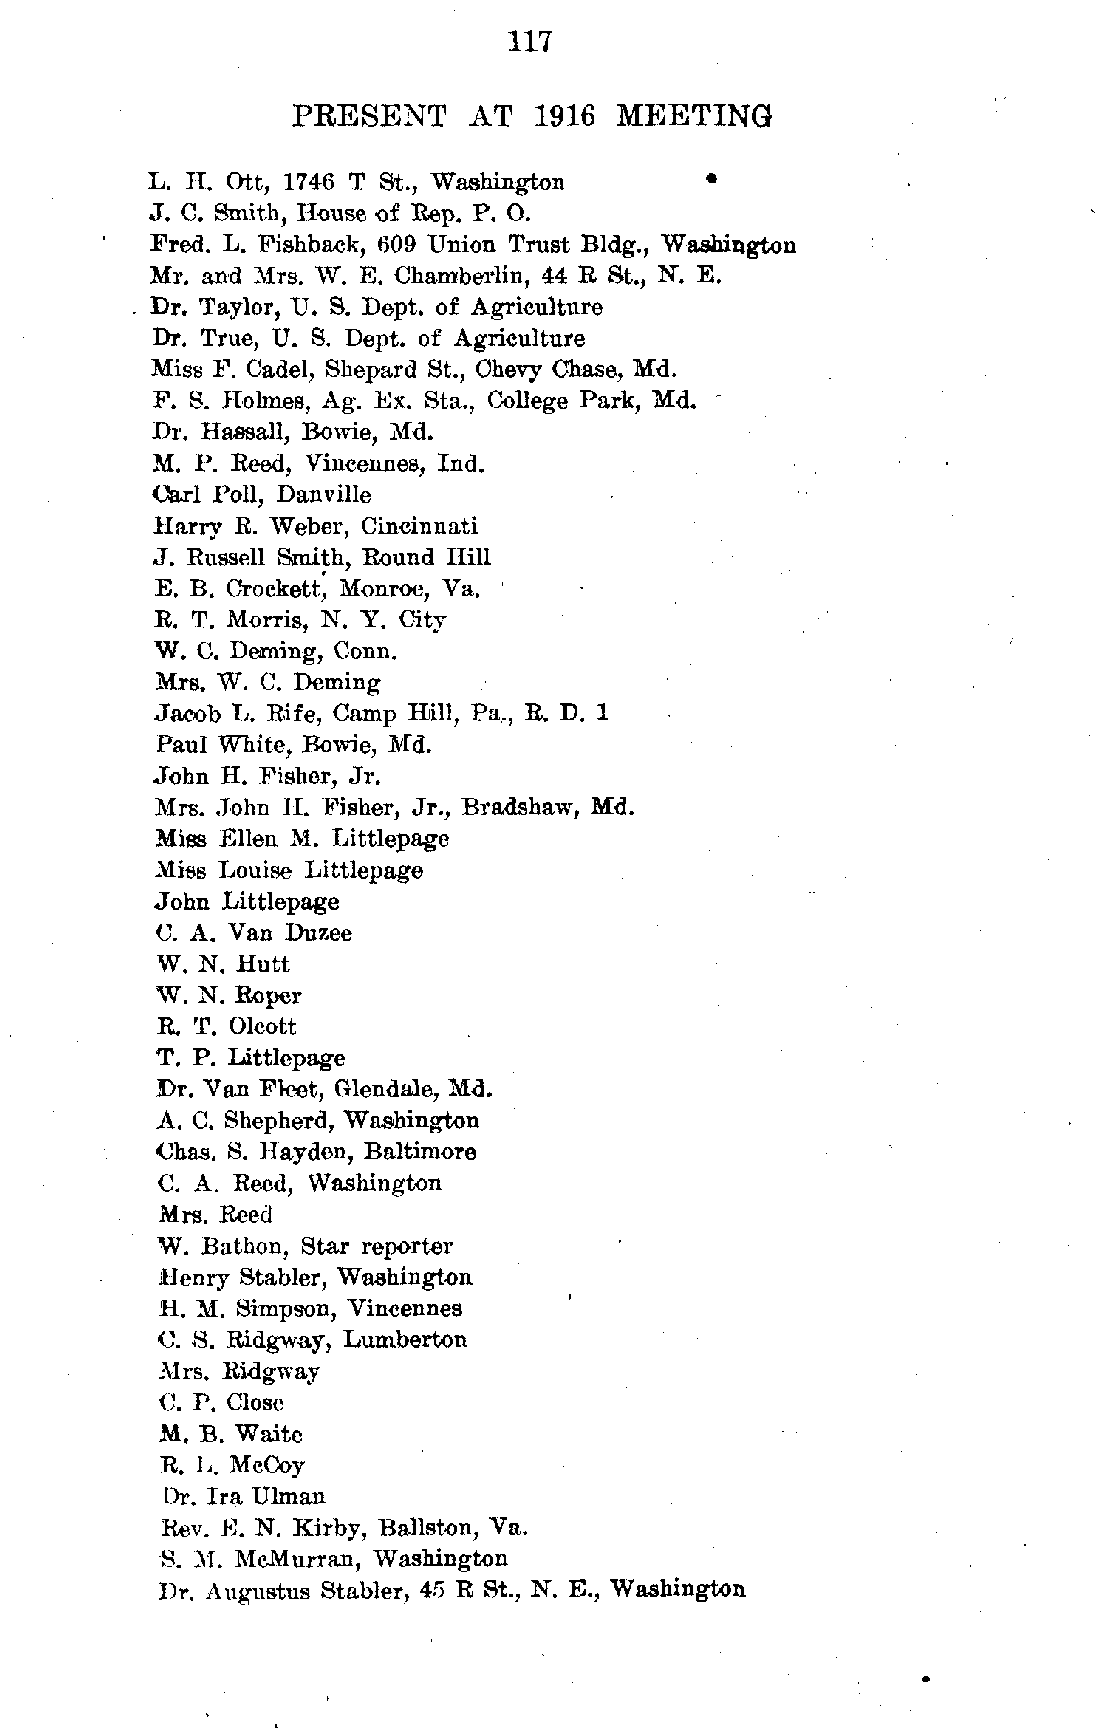 117
PRESENT AT 1916 MEETING
L. H. Ott, 1746 T St., Washington
J. C. Smith, House of Rep. P. O.
Fred. L. Fishback, 609 Union Trust Bldg., Washington
Mr. and Mrs. W. E. Chamberlin, 44 R St., N. E.
Dr. Taylor, U. S. Dept. of Agriculture
Dr. True, U. S. Dept. of Agriculture
Miss F. Cadel, Shepard St., Chevy Chase, Md.
F. S. Holmes, Ag. Ex. Sta., College Park, Md.
Dr. Hassall, Bowie, Md.
M. P. Reed, Vincennes, Ind.
Carl Poll, Danville
Harry R. Weber, Cincinnati
J. Russell Smith, Round Hill
E. B. Crockett, Monroe, Va.
R. T. Morris, N. Y. City
W. C. Deming, Conn.
Mrs. W. C. Deming
Jacob L. Rife, Camp Hill, Pa., R. D. 1
Paul White, Bowie, Md.
John H. Fisher, Jr.
Mrs. John H. Fisher, Jr., Bradshaw, Md.
Miss Ellen M. Littlepage
Miss Louise Littlepage
John Littlepage
C. A. Van Duzee
W. N. Hutt
W. N. Roper
R. T. Olcott
T. P. Littlepage
Dr. Van Fleet, Glendale, Md.
A. C. Shepherd, Washington
Chas. S. Hayden, Baltimore
C. A. Reed, Washington
Mrs. Reed
W. Bathon, Star reporter
Henry Stabler, Washington
H. M. Simpson, Vincennes
C. S. Ridgway, Lumberton
Mrs. Ridgway
C. P. Close
M. B. Waite
R. L. McCoy
Dr. Ira Ulman
Rev. E. N. Kirby, Ballston, Va.
S. M. McMurran, Washington
Dr. Augustus Stabler, 45 R St., N. E., Washington